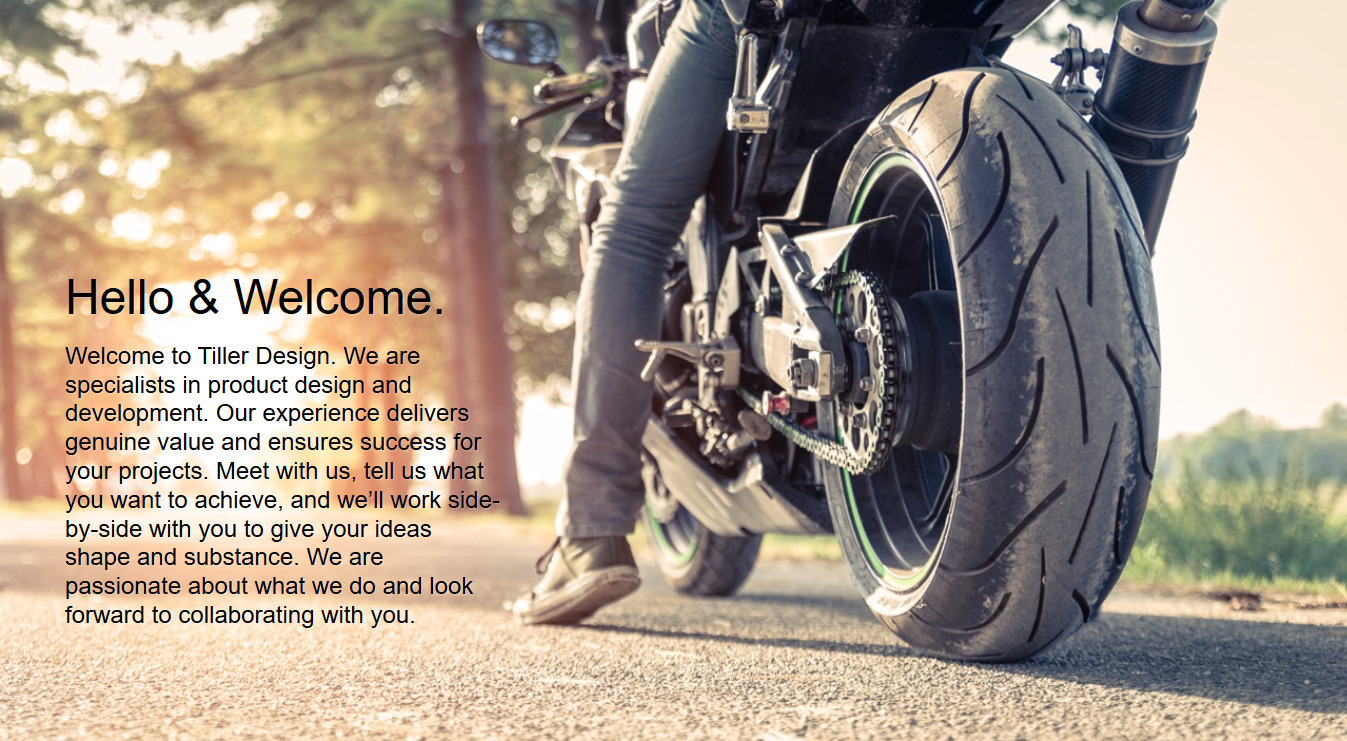 Hello & Welcome.
Welcome to Tiller Design. We are
specialists in product design and
development. Our experience delivers
genuine value and ensures success for
your projects. Meet with us, tell us what
you want to achieve, and we’ll work side-
by-side with you to give your ideas
shape and substance. We are
passionate about what we do and look
forward to collaborating with you.